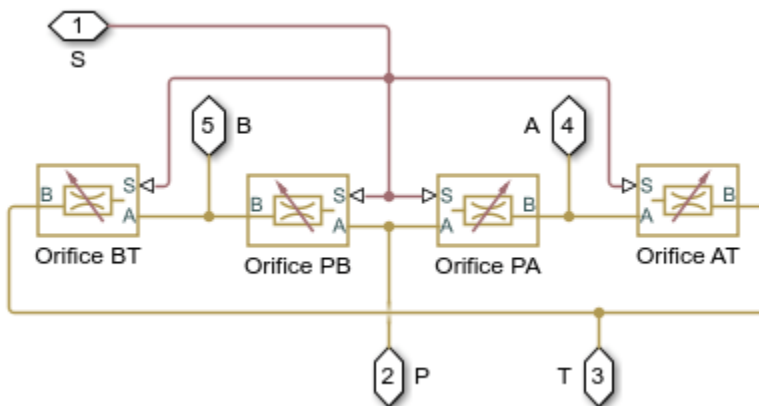 1
S
5 B
A 4
B S A
Orifice BT
B S A
Orifice PB
S A B
Orifice PA
S A B
Orifice AT
2 P
T 3